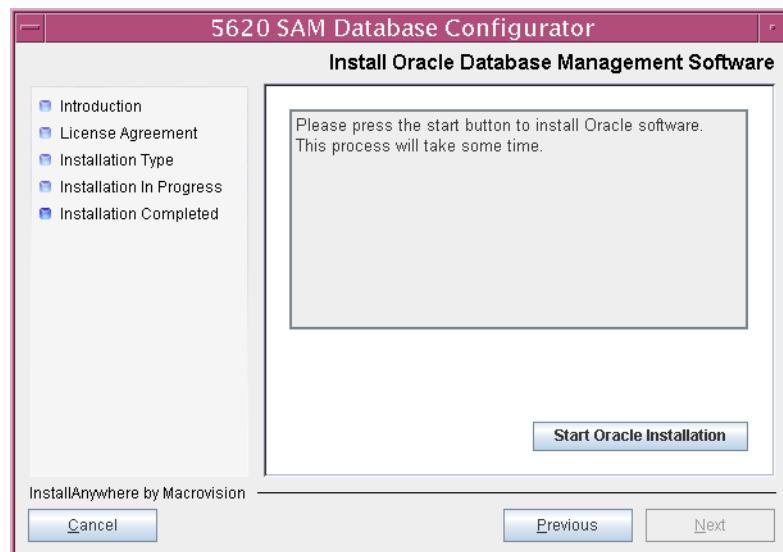 5620 SAM Database Configurator
Install Oracle Database Management Software
Introduction
License Agreement
Installation Type
Installation In Progress
Installation Completed
Please press the start button to install Oracle software.
This process will take some time.
Start Oracle Installation
InstallAnywhere by Macrovision
Cancel
Previous
Next